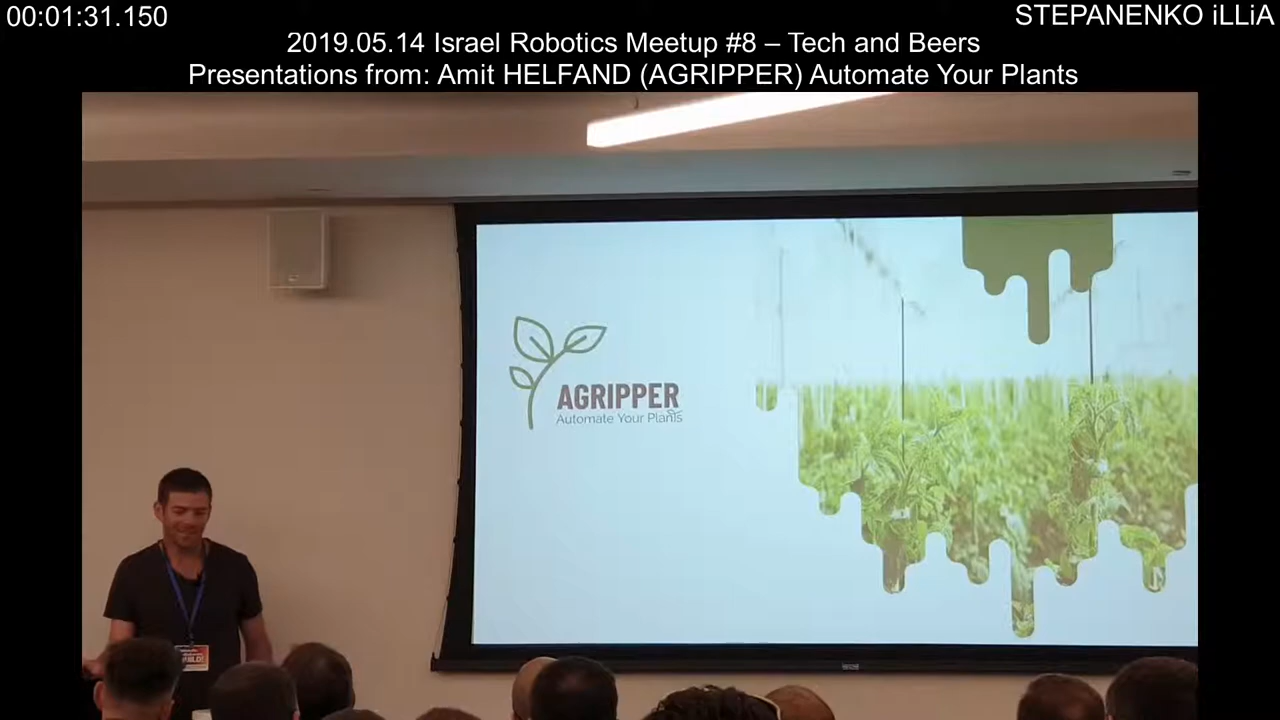 00:01:31.150
STEPANENKO iLLiA
2019.05.14 Israel Robotics Meetup #8 – Tech and Beers
Presentations from: Amit HELFAND (AGRIPPER) Automate Your Plants
AGRIPPER
Automate Your Plants